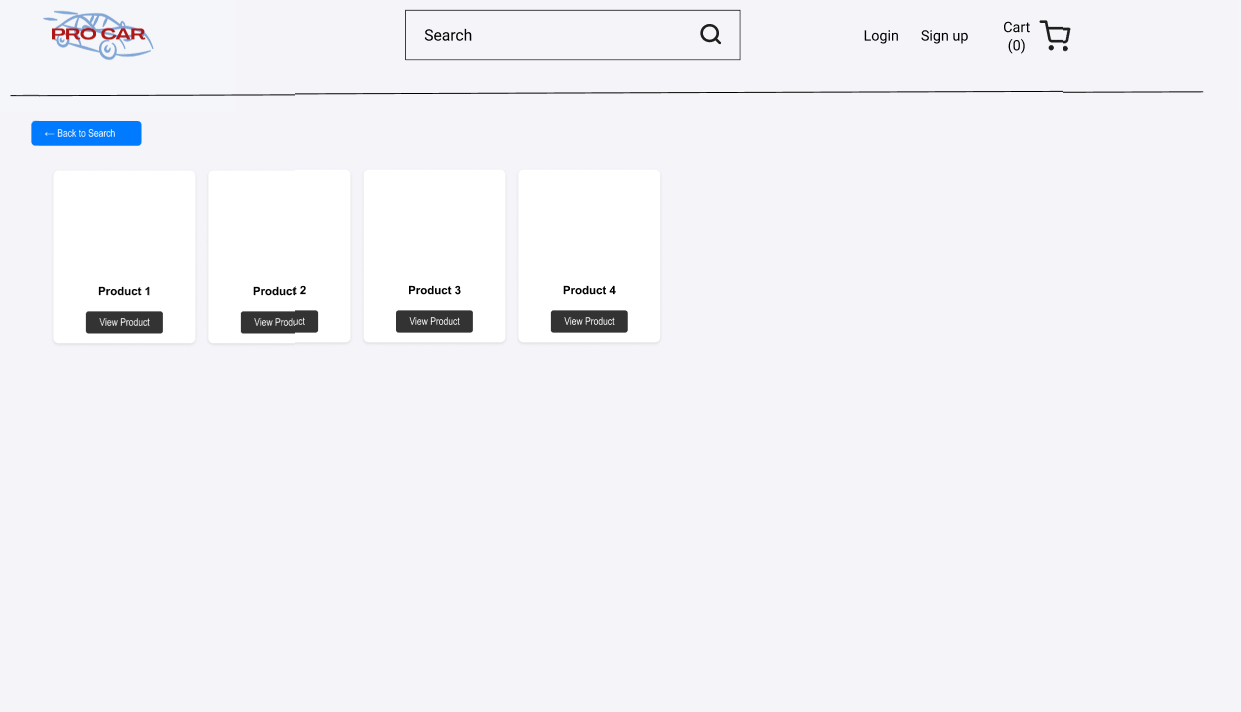 PRO CAR
Search
Login
Sign up
Cart
(0)
← Back to Search
Product 1
Product 2
Product 3
Product 4
View Product
View Product
View Product
View Product